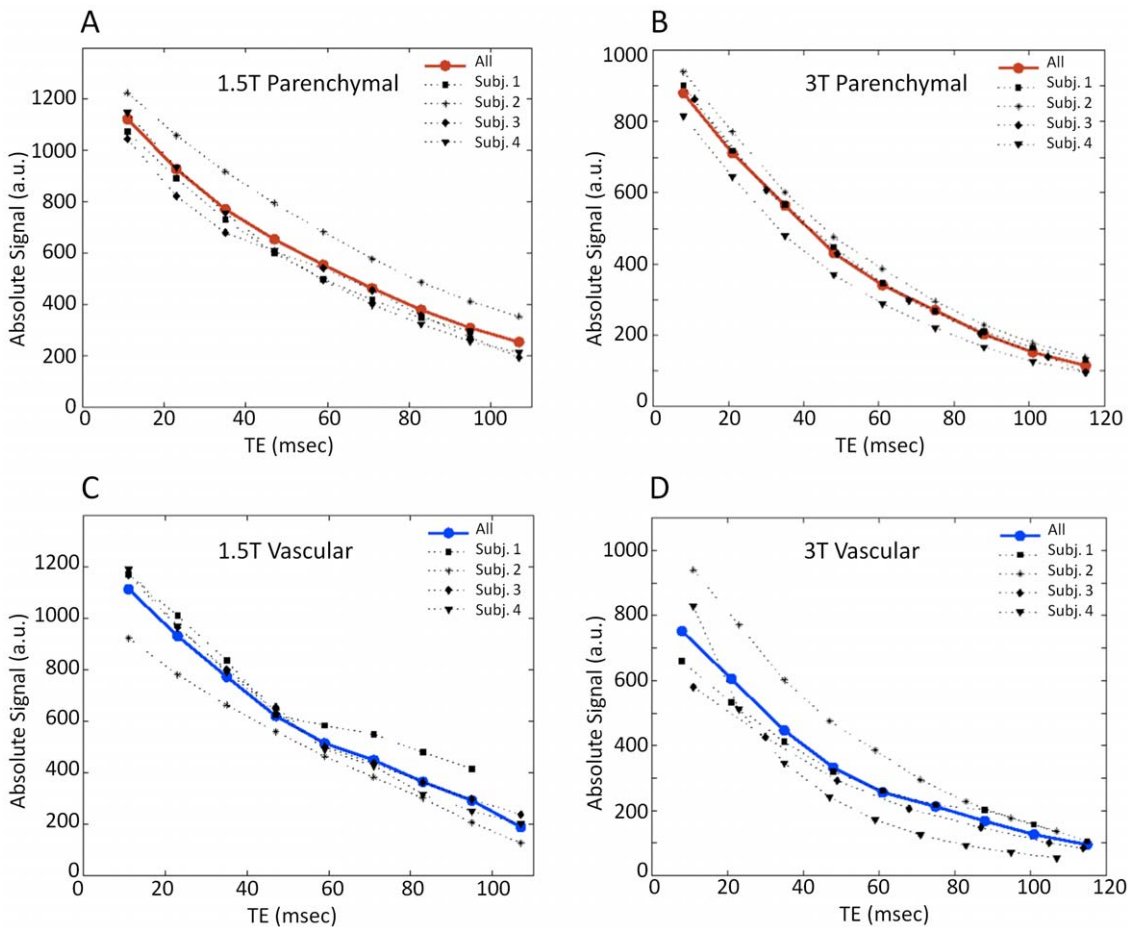 A
1.5T Parenchymal
All
Subj. 1
Subj. 2
Subj. 3
Subj. 4
Absolute Signal (a.u.)
1200
1000
800
600
400
200
0
0 20 40 60 80 100
TE (msec)
B
3T Parenchymal
All
Subj. 1
Subj. 2
Subj. 3
Subj. 4
Absolute Signal (a.u.)
1000
800
600
400
200
0
0 20 40 60 80 100 120
TE (msec)
C
1.5T Vascular
All
Subj. 1
Subj. 2
Subj. 3
Subj. 4
Absolute Signal (a.u.)
1200
1000
800
600
400
200
0
0 20 40 60 80 100
TE (msec)
D
3T Vascular
All
Subj. 1
Subj. 2
Subj. 3
Subj. 4
Absolute Signal (a.u.)
1000
800
600
400
200
0
0 20 40 60 80 100 120
TE (msec)